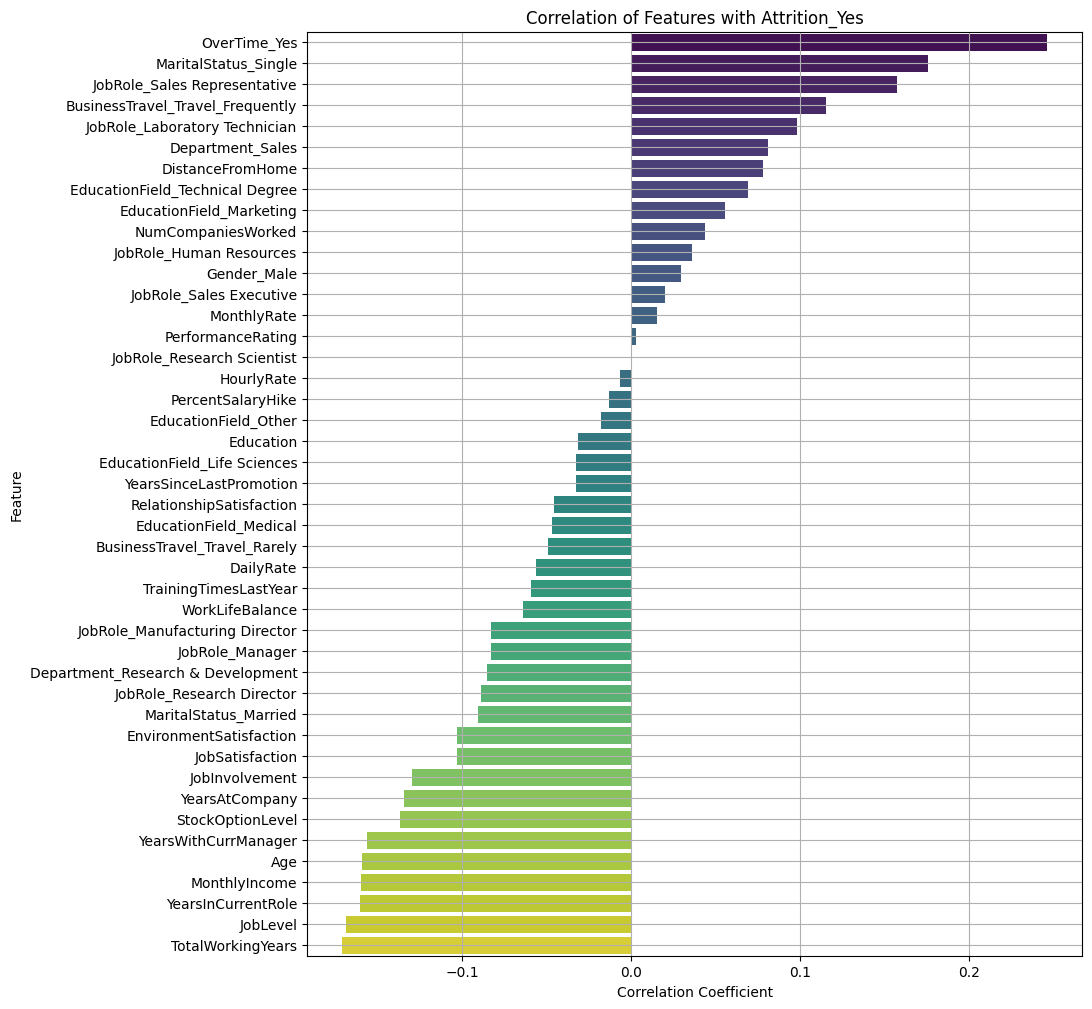 Correlation of Features with Attrition_Yes
OverTime_Yes
MaritalStatus_Single
JobRole_Sales Representative
BusinessTravel_Travel_Frequently
JobRole_Laboratory Technician
Department_Sales
DistanceFromHome
EducationField_Technical Degree
EducationField_Marketing
NumCompaniesWorked
JobRole_Human Resources
Gender_Male
JobRole_Sales Executive
MonthlyRate
PerformanceRating
JobRole_Research Scientist
HourlyRate
PercentSalaryHike
EducationField_Other
Education
EducationField_Life Sciences
YearsSinceLastPromotion
RelationshipSatisfaction
EducationField_Medical
BusinessTravel_Travel_Rarely
DailyRate
TrainingTimesLastYear
WorkLifeBalance
JobRole_Manufacturing Director
JobRole_Manager
Department_Research & Development
JobRole_Research Director
MaritalStatus_Married
EnvironmentSatisfaction
JobSatisfaction
JobInvolvement
YearsAtCompany
StockOptionLevel
YearsWithCurrManager
Age
MonthlyIncome
YearsInCurrentRole
JobLevel
TotalWorkingYears
Feature
−0.1 0.0 0.1 0.2
Correlation Coefficient